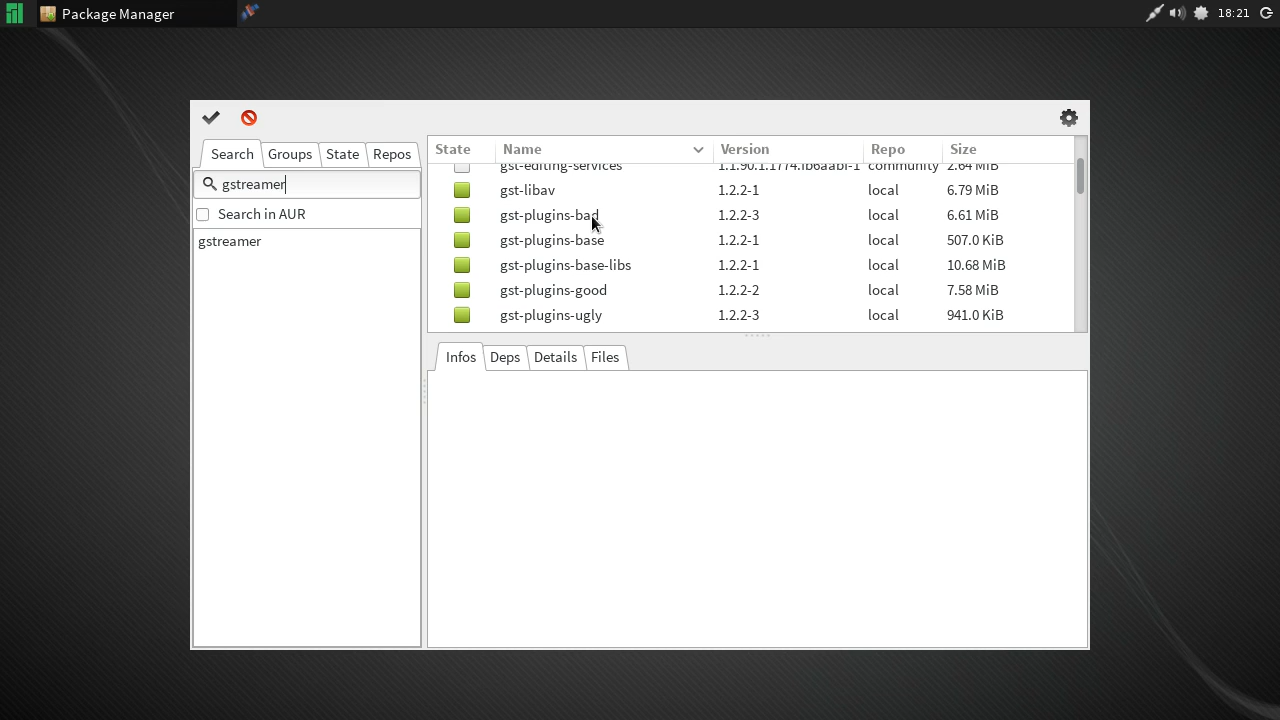 Package Manager
18:21
Search Groups State Repos
gstreamer
Search in AUR
gstreamer
State Name Version Repo Size
gst-editing-services community 2.64 MiB
gst-libav 1.2.2-1 local 6.79 MiB
gst-plugins-bad 1.2.2-3 local 6.61 MiB
gst-plugins-base 1.2.2-1 local 507.0 KiB
gst-plugins-base-libs 1.2.2-1 local 10.68 MiB
gst-plugins-good 1.2.2-2 local 7.58 MiB
gst-plugins-ugly 1.2.2-3 local 941.0 KiB
Infos Deps Details Files